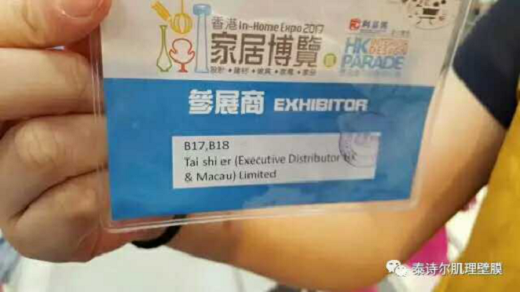 香港 In-Home Expo 2017
家居博覽
HK
PARADE
參展商 EXHIBITOR
B17,B18
Tai shi er (Executive Distributor HK
& Macau) Limited
泰诗尔肌理壁膜